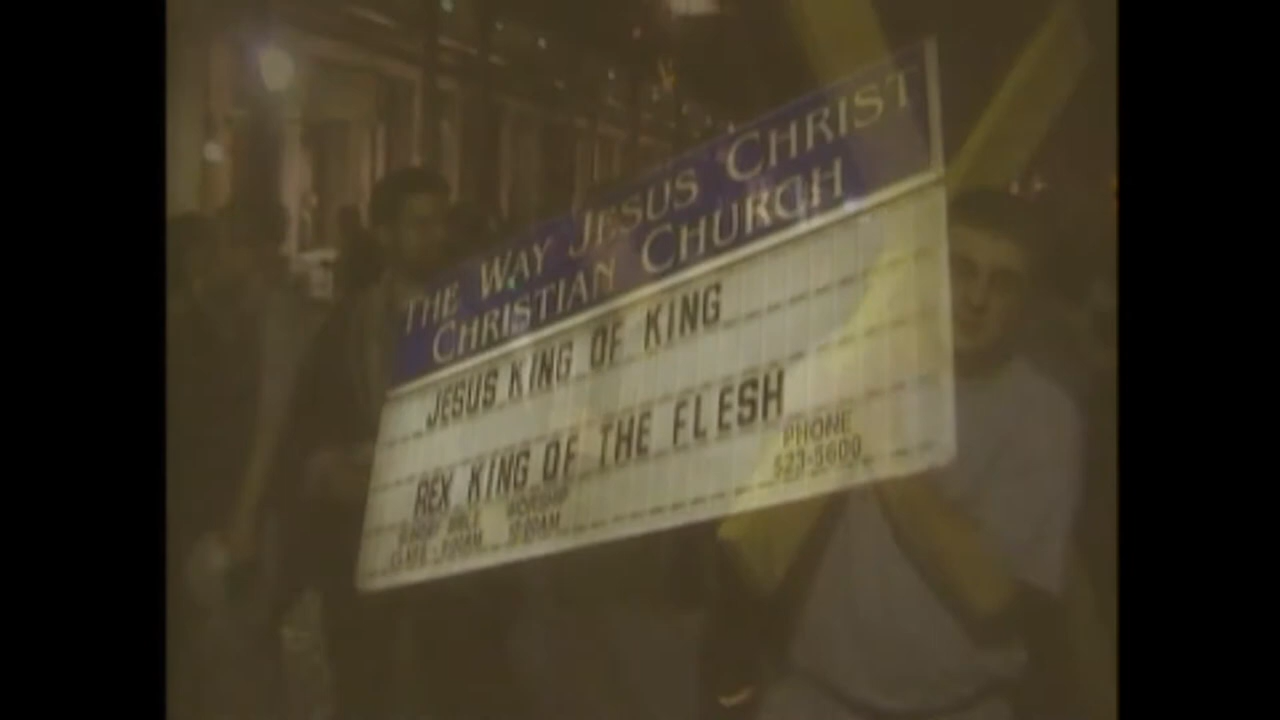 THE WAY JESUS CHRIST
CHRISTIAN CHURCH
JESUS KING OF KING
REX KING OF THE FLESH
PHONE
523-5600